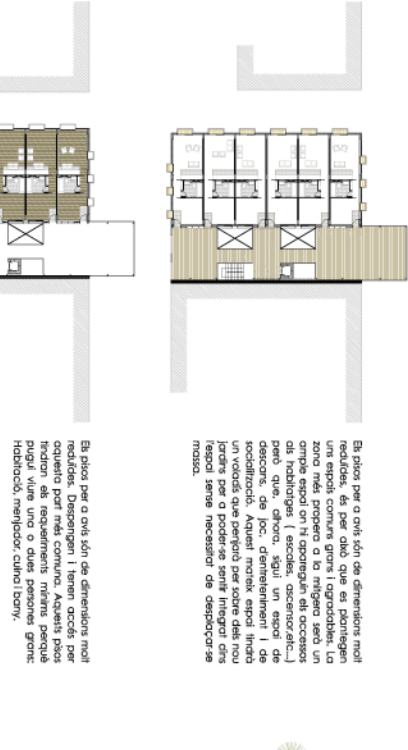 Els pisos per a avis són de dimensions molt
reduïdes, és per això que es plantegen
uns espais comuns grans i agradables. La
zona més propera a la mitgera serà un
ample espai on hi apareguin els accessos
als habitatges ( escales, ascensor,etc...)
però que, alhora, sigui un espai de
descans, de joc, d'entreteniment i de
socialització. Aquest mateix espai tindrà
un voladís que penjarà per sobre dels nou
jardins per a poder-se sentir integrat dins
l'espai sense necessitat de desplaçar-se
massa.
Els pisos per a avis són de dimensions molt
reduïdes. Despengen i tenen accés per
aquesta part més comuna. Aquests pisos
tindran els requeriments mínims perquè
pugui viure una o dues persones grans:
Habitació, menjador, cuina i bany.